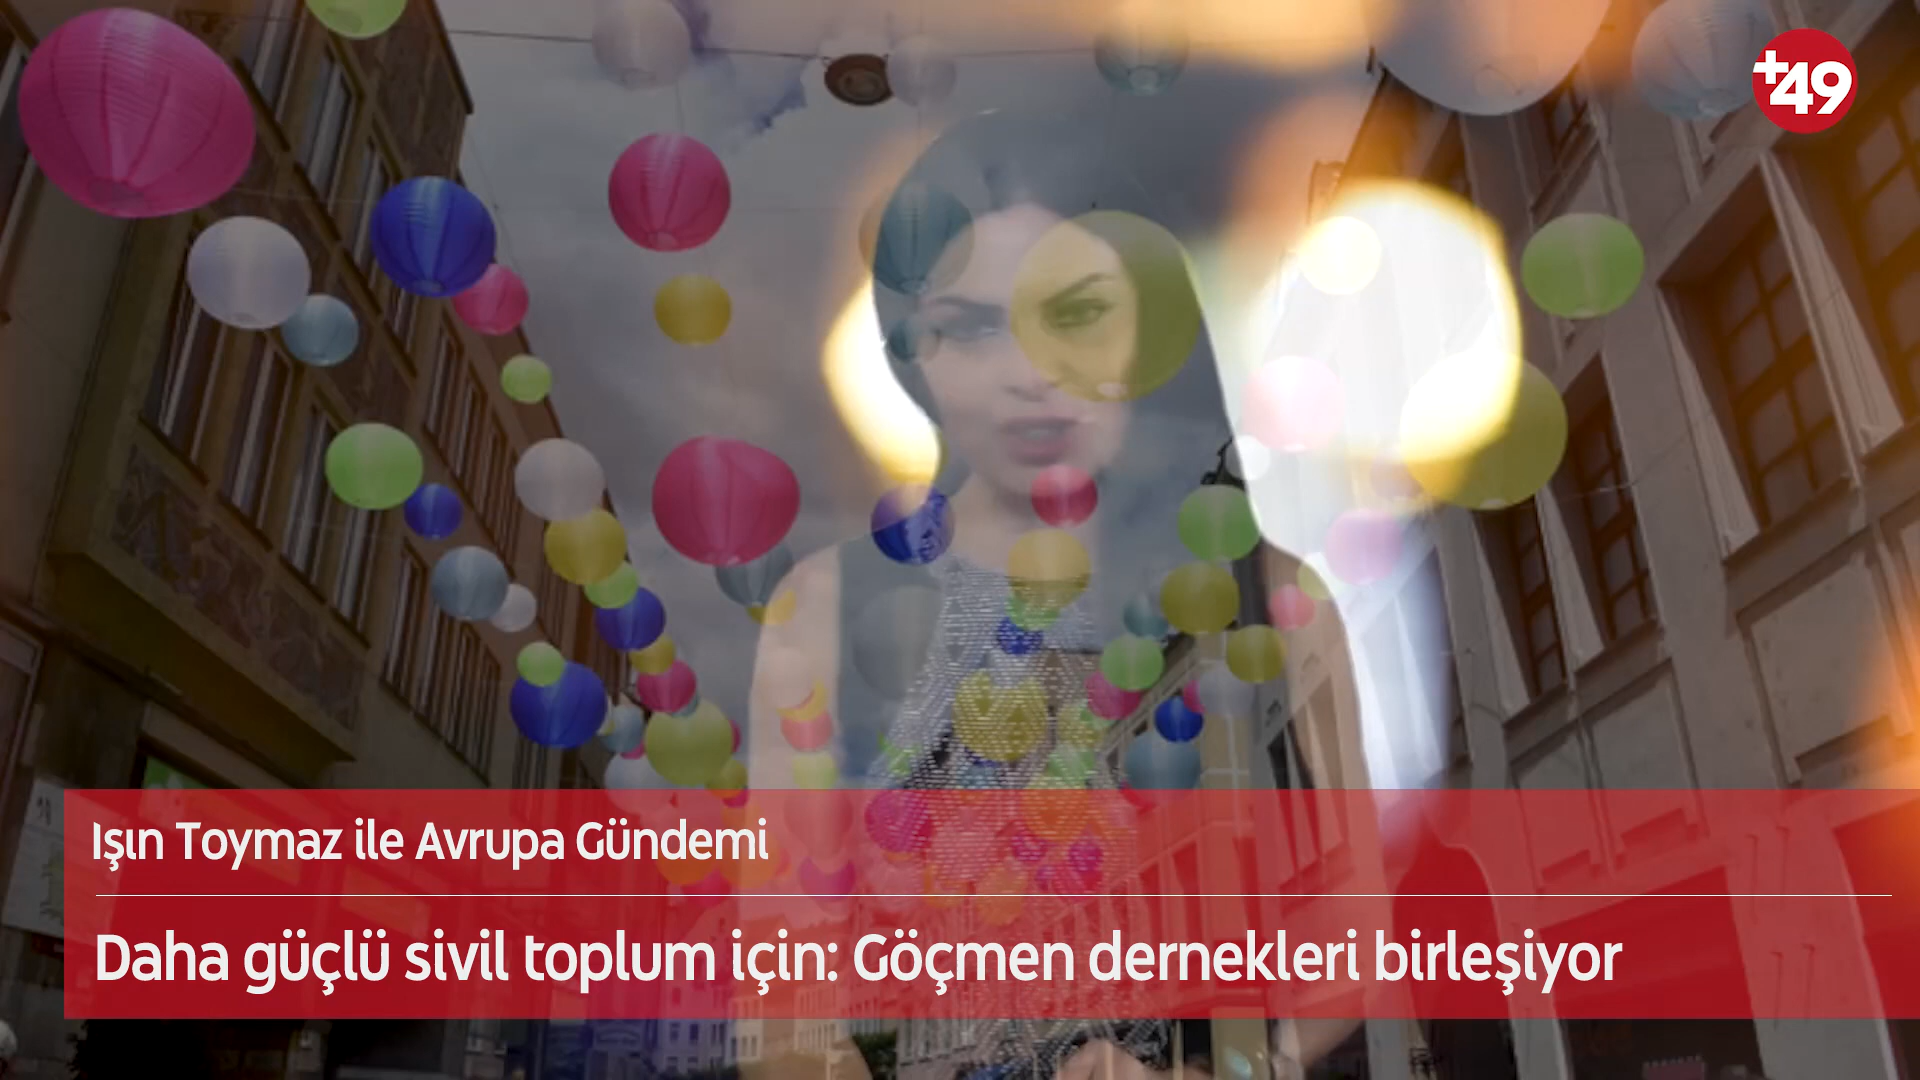 +49
Işın Toymaz ile Avrupa Gündemi
Daha güçlü sivil toplum için: Göçmen dernekleri birleşiyor